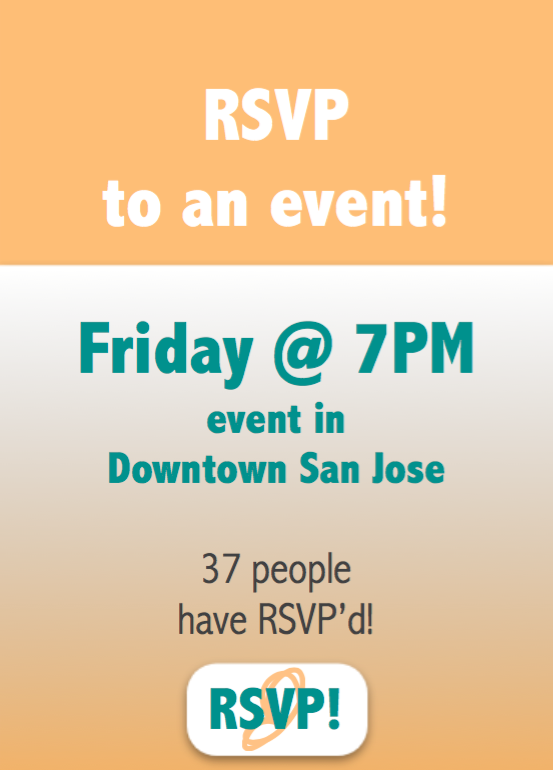 RSVP
to an event!
Friday @ 7PM
event in
Downtown San Jose
37 people
have RSVP’d!
RSVP!